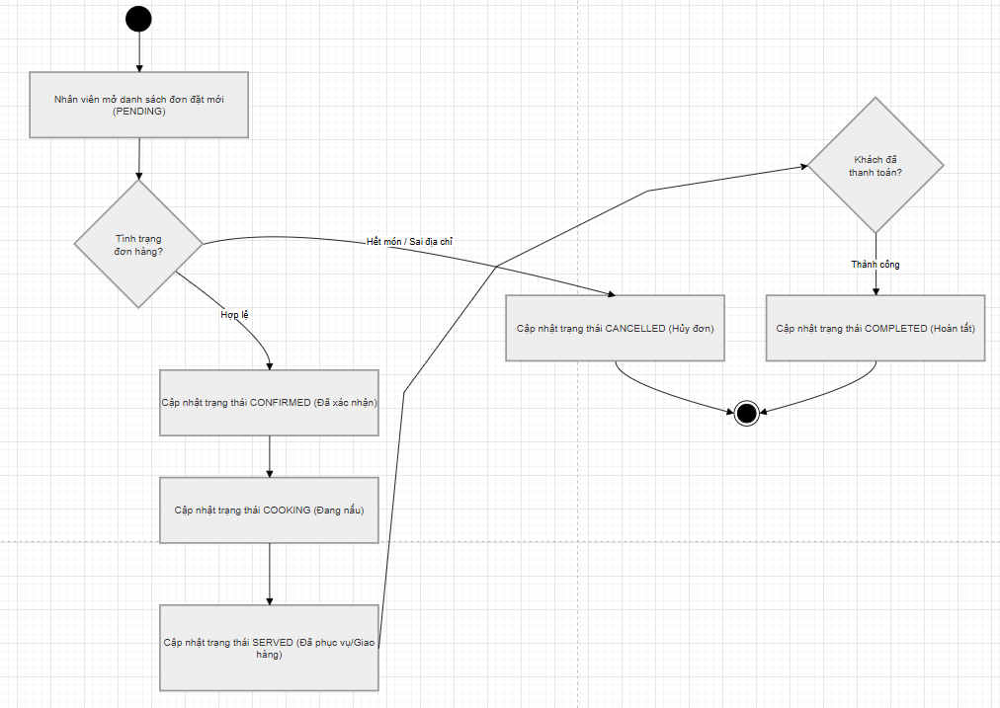 Nhân viên mở danh sách đơn đặt mới
(PENDING)
Tình trạng
đơn hàng?
Hết món / Sai địa chỉ
Hợp lệ
Khách đã
thanh toán?
Thành công
Cập nhật trạng thái CANCELLED (Hủy đơn)
Cập nhật trạng thái COMPLETED (Hoàn tất)
Cập nhật trạng thái CONFIRMED (Đã xác nhận)
Cập nhật trạng thái COOKING (Đang nấu)
Cập nhật trạng thái SERVED (Đã phục vụ/Giao
hàng)